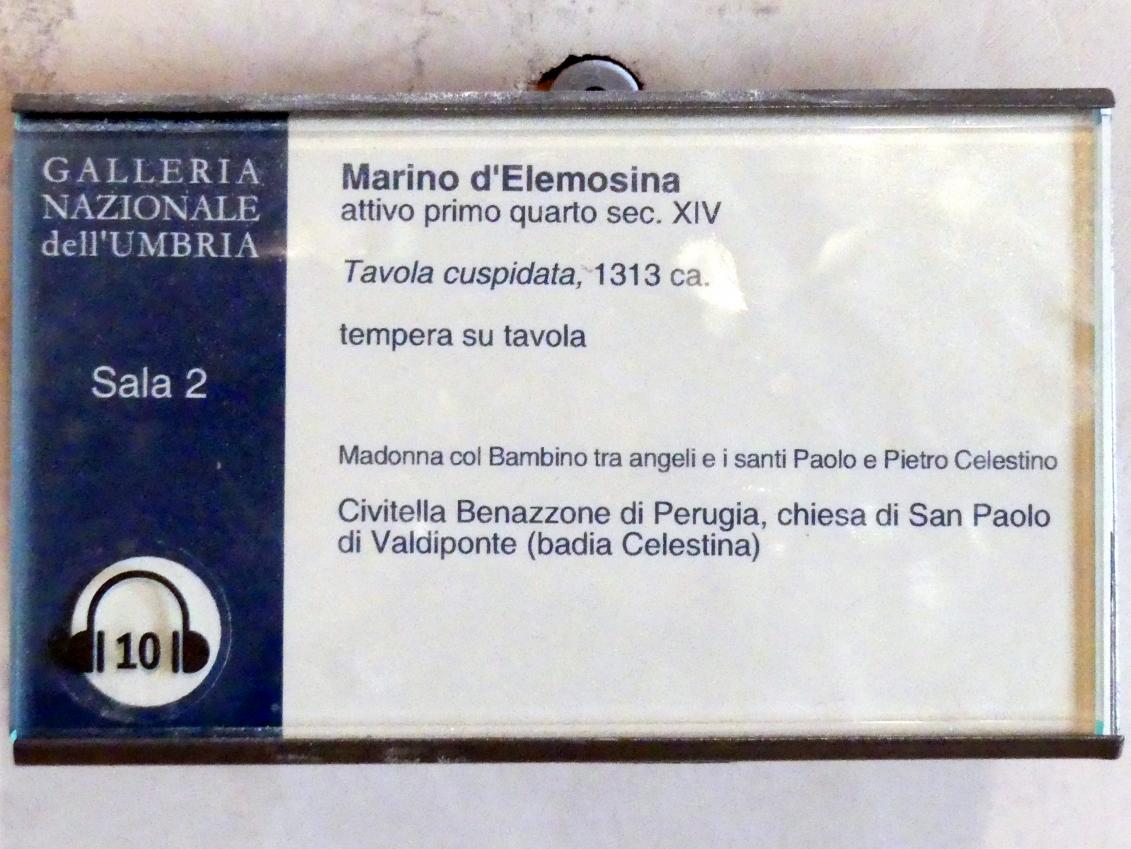 GALLERIA
NAZIONALE
dell'UMBRIA
Sala 2
10
Marino d'Elemosina
attivo primo quarto sec. XIV
Tavola cuspidata, 1313 ca.
tempera su tavola
Madonna col Bambino tra angeli e i santi Paolo e Pietro Celestino
Civitella Benazzone di Perugia, chiesa di San Paolo
di Valdiponte (badia Celestina)